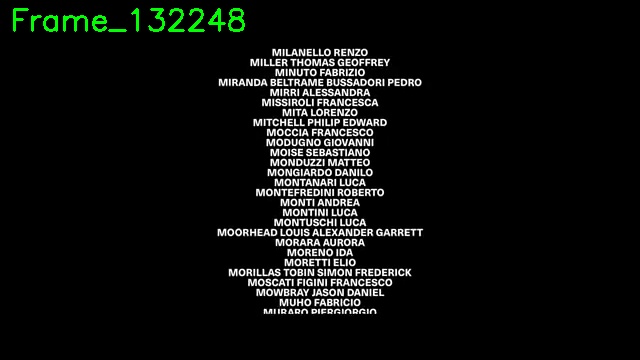 Frame_132248
MILANELLO RENZO
MILLER THOMAS GEOFFREY
MINUTO FABRIZIO
MIRANDA BELTRAME BUSSADORI PEDRO
MIRRI ALESSANDRA
MISSIROLI FRANCESCA
MITA LORENZO
MITCHELL PHILIP EDWARD
MOCCIA FRANCESCO
MODUGNO GIOVANNI
MOISE SEBASTIANO
MONDUZZI MATTEO
MONGIARDO DANILO
MONTANARI LUCA
MONTEFREDINI ROBERTO
MONTI ANDREA
MONTINI LUCA
MONTUSCHI LUCA
MOORHEAD LOUIS ALEXANDER GARRETT
MORARA AURORA
MORENO IDA
MORETTI ELIO
MORILLAS TOBIN SIMON FREDERICK
MOSCATI FIGINI FRANCESCO
MOWBRAY JASON DANIEL
MUHO FABRICIO
MURARO PIERGIORGIO